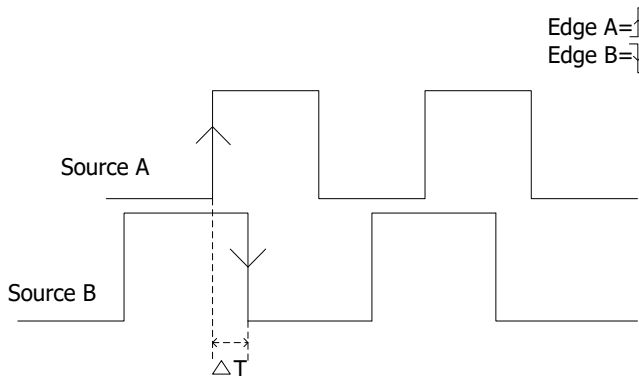 Edge A=
Edge B=
Source A
Source B
△T